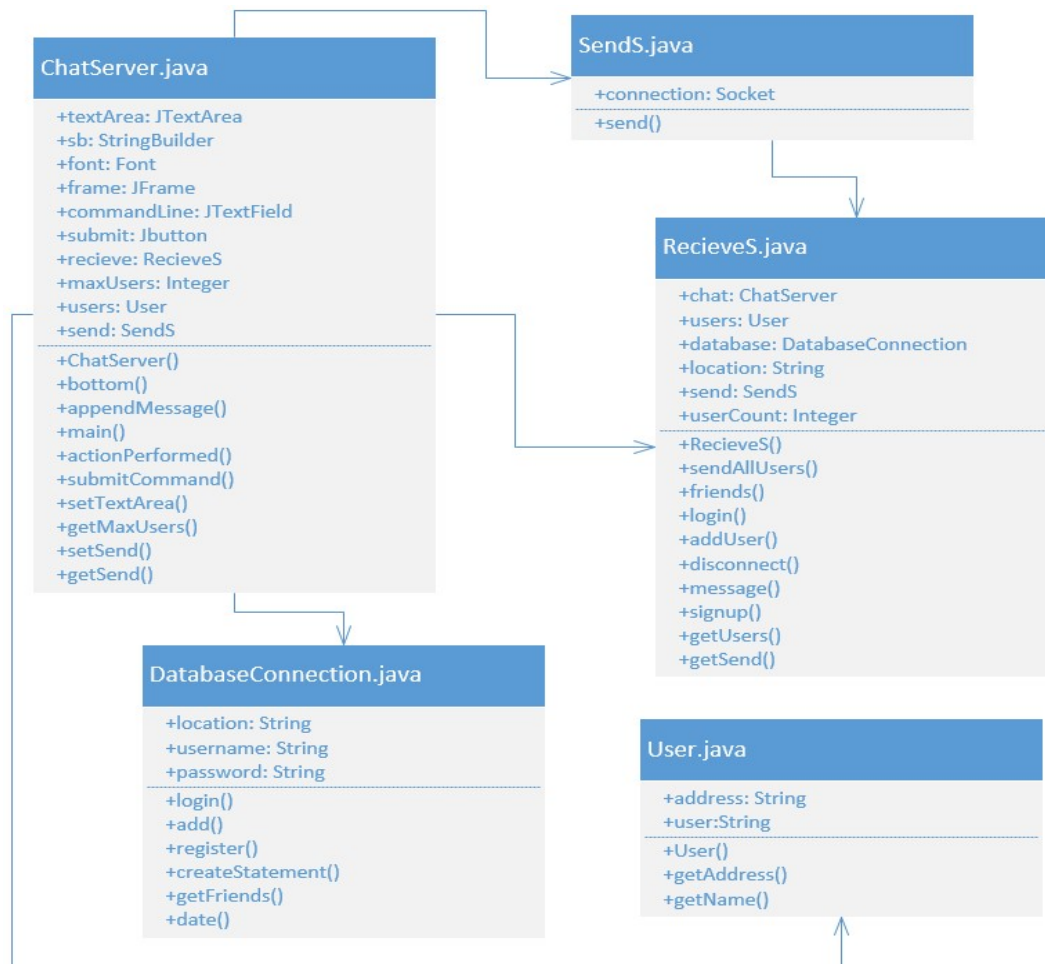 ChatServer.java
+textArea: JTextArea
+sb: StringBuilder
+font: Font
+frame: JFrame
+commandLine: JTextField
+submit: Jbutton
+recieve: RecieveS
+maxUsers: Integer
+users: User
+send: SendS
+ChatServer()
+bottom()
+appendMessage()
+main()
+actionPerformed()
+submitCommand()
+setTextArea()
+getMaxUsers()
+setSend()
+getSend()
SendS.java
+connection: Socket
+send()
RecieveS.java
+chat: ChatServer
+users: User
+database: DatabaseConnection
+location: String
+send: SendS
+userCount: Integer
+RecieveS()
+sendAllUsers()
+friends()
+login()
+addUser()
+disconnect()
+message()
+signup()
+getUsers()
+getSend()
DatabaseConnection.java
+location: String
+username: String
+password: String
+login()
+add()
+register()
+createStatement()
+getFriends()
+date()
User.java
+address: String
+user:String
+User()
+getAddress()
+getName()